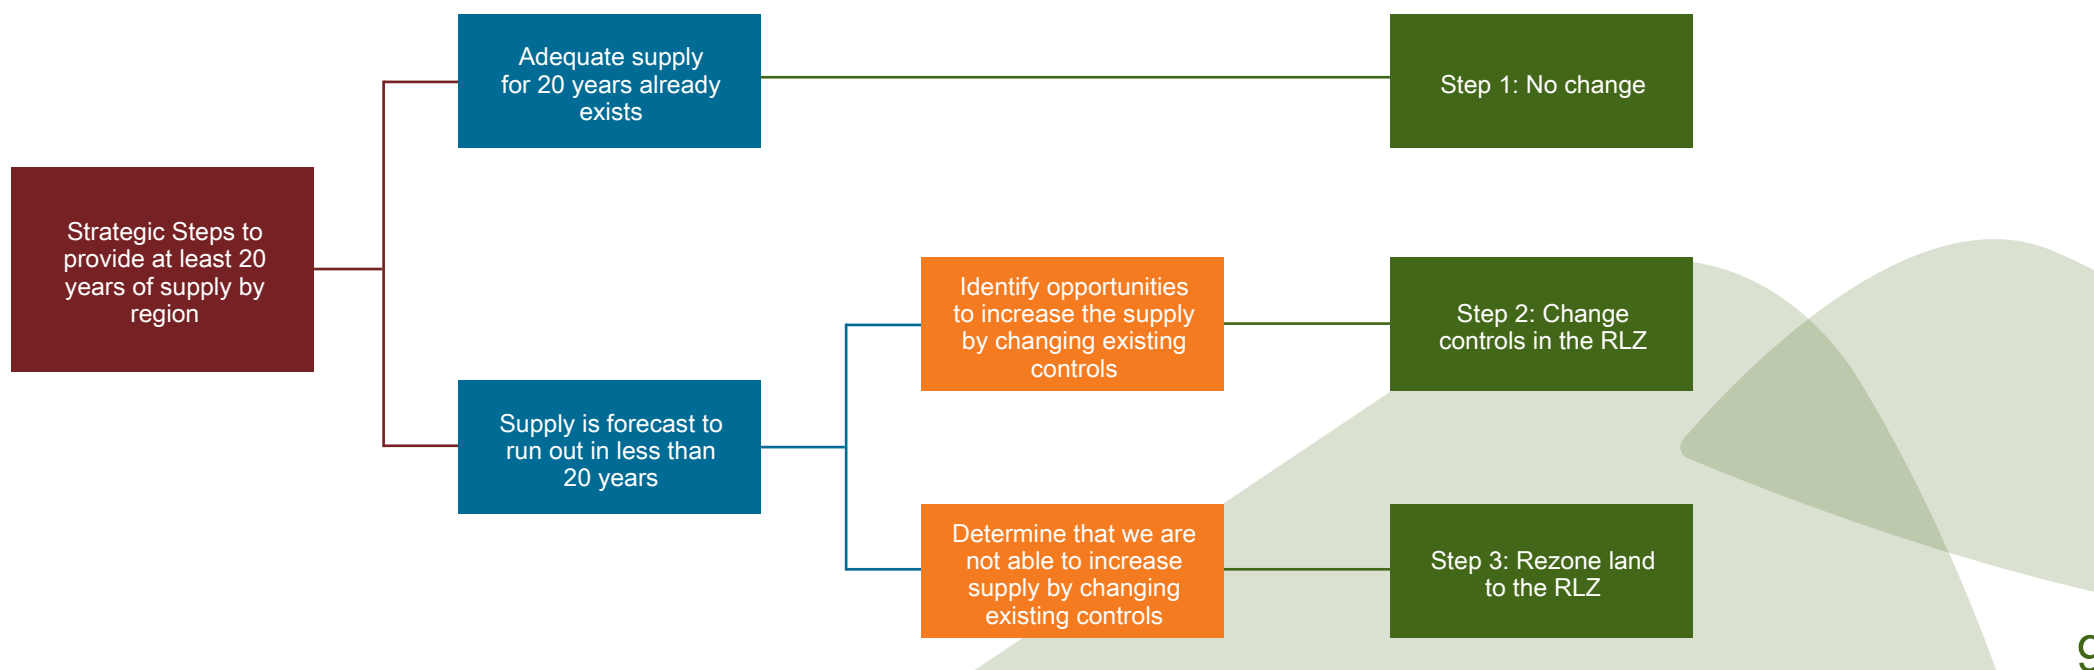 Adequate supply
for 20 years already
exists
Step 1: No change
Strategic Steps to
provide at least 20
years of supply by
region
Identify opportunities
to increase the supply
by changing existing
controls
Step 2: Change
controls in the RLZ
Supply is forecast to
run out in less than
20 years
Determine that we are
not able to increase
supply by changing
existing controls
Step 3: Rezone land
to the RLZ
9